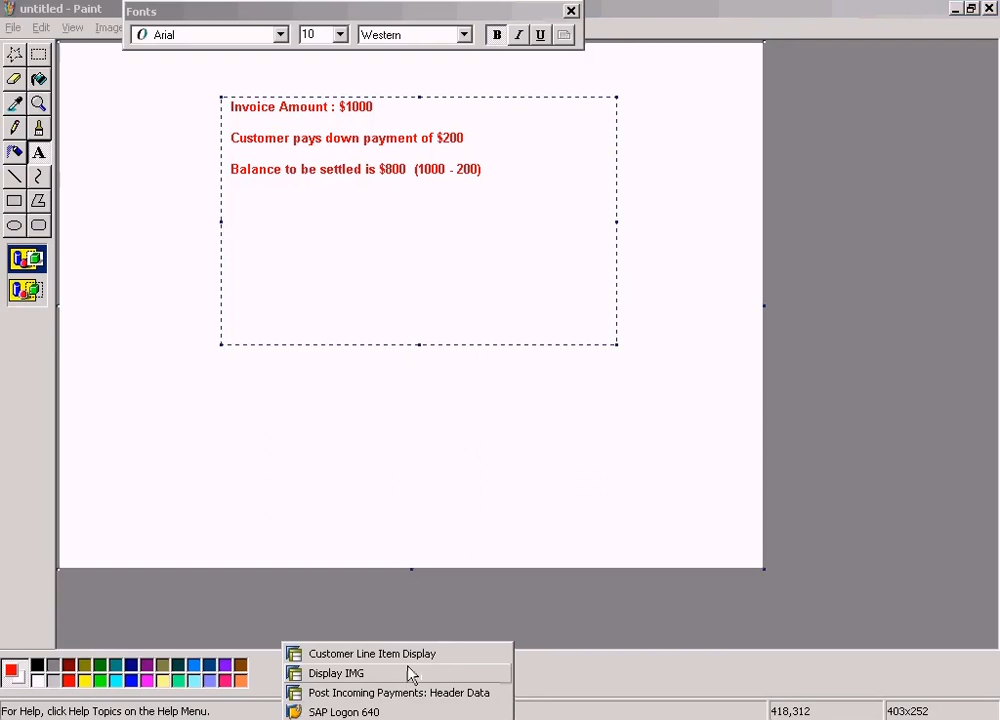 untitled - Paint
Fonts
File Edit View Image
Arial 10 Western B I U
Invoice Amount : $1000
Customer pays down payment of $200
Balance to be settled is $800 (1000 - 200)
A
Customer Line Item Display
Display IMG
Post Incoming Payments: Header Data
SAP Logon 640
For Help, click Help Topics on the Help Menu. 418,312 403x252